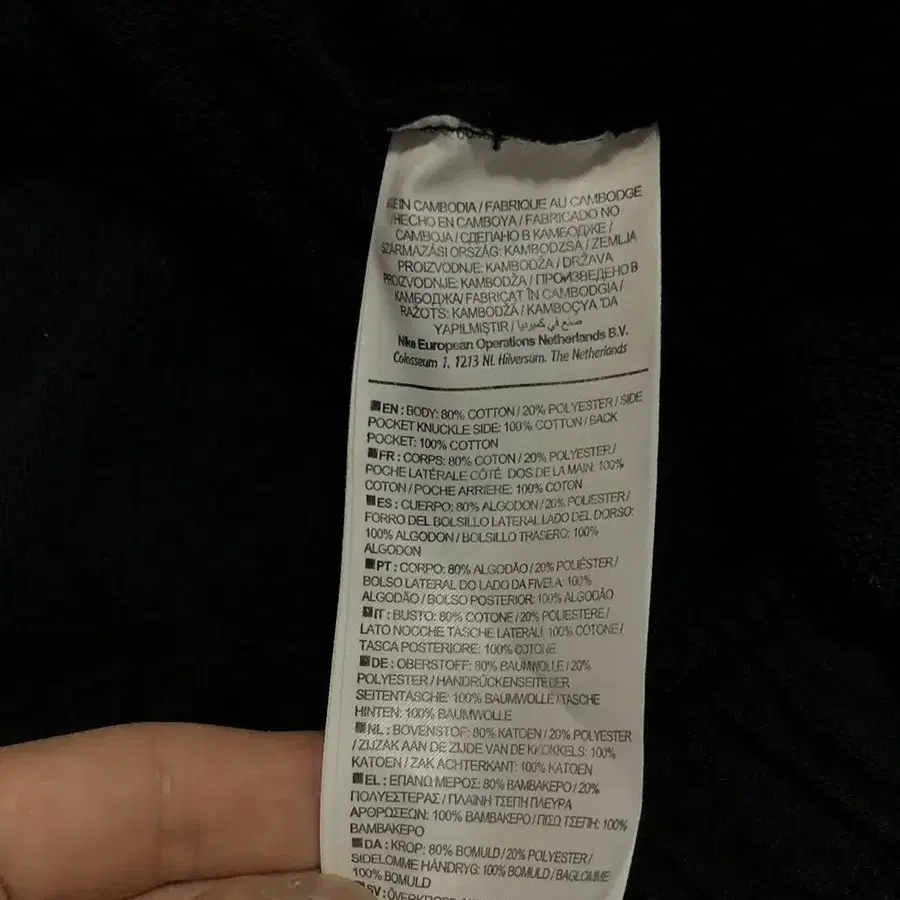 IN CAMBODIA / FABRIQUE AU CAMBODGE
/HECHO EN CAMBOYA / FABRICADO NO
CAMBOJA / СДЕЛАНО В КАМБОДЖЕ /
SZÁRMAZÁSI ORSZÁG: KAMBODZSA / ZEMLJA
PROIZVODNJE: KAMBODŽA / DRŽAVA
PROIZVODNJE: KAMBODŽA / ПРОИЗВЕДЕНО В
КАМБОДЖА/ FABRICAT ÎN CAMBODGIA /
RAŽOTS: KAMBODŽĀ / KAMBOÇYA 'DA
YAPILMIŞTIR / صنع في كمبوديا
Nike European Operations Netherlands B.V.
Colosseum 1, 1213 NL Hilversum. The Netherlands
EN : BODY: 80% COTTON / 20% POLYESTER / SIDE
POCKET KNUCKLE SIDE: 100% COTTON / BACK
POCKET: 100% COTTON
FR : CORPS: 80% COTON / 20% POLYESTER /
POCHE LATÉRALE CÔTÉ DOS DE LA MAIN: 100%
COTON / POCHE ARRIERE: 100% COTON
ES : CUERPO: 80% ALGODON / 20% POLIESTER /
FORRO DEL BOLSILLO LATERAL LADO DEL DORSO:
100% ALGODON / BOLSILLO TRASERO: 100%
ALGODON
PT : CORPO: 80% ALGODÃO / 20% POLIÉSTER /
BOLSO LATERAL DO LADO DA FIVELA: 100%
ALGODÃO / BOLSO POSTERIOR: 100% ALGODÃO
IT : BUSTO: 80% COTONE / 20% POLIESTERE /
LATO NOCCHE TASCHE LATERALI: 100% COTONE /
TASCA POSTERIORE: 100% COTONE
DE : OBERSTOFF: 80% BAUMWOLLE / 20%
POLYESTER / HANDRÜCKENSEITE DER
SEITENTASCHE: 100% BAUMWOLLE / TASCHE
HINTEN: 100% BAUMWOLLE
NL : BOVENSTOF: 80% KATOEN / 20% POLYESTER
/ ZIJZAK AAN DE ZIJDE VAN DE KNOKKELS: 100%
KATOEN / ZAK ACHTERKANT: 100% KATOEN
EL : ΕΠΑΝΩ ΜΕΡΟΣ: 80% ΒΑΜΒΑΚΕΡΟ / 20%
ΠΟΛΥΕΣΤΕΡΑΣ / ΠΛΑΪΝΗ ΤΣΕΠΗ ΠΛΕΥΡΑ
ΑΡΘΡΩΣΕΩΝ: 100% ΒΑΜΒΑΚΕΡΟ / ΠΙΣΩ ΤΣΕΠΗ: 100%
ΒΑΜΒΑΚΕΡΟ
DA : KROP: 80% BOMULD / 20% POLYESTER /
SIDELOMME HÅNDRYG: 100% BOMULD / BAGLOMME:
100% BOMULD
SV :